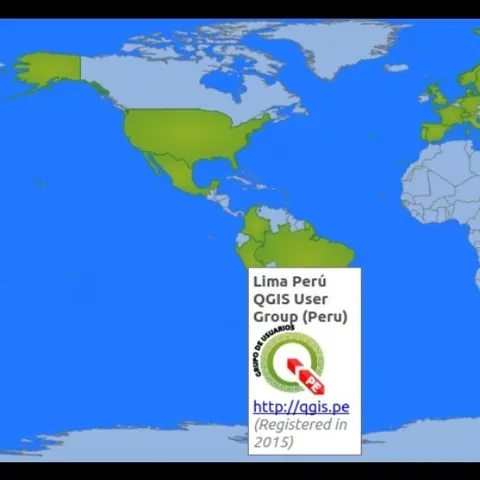 Lima Perú
QGIS User
Group (Peru)
GRUPO DE USUARIOS
PE
http://qgis.pe
(Registered in
2015)